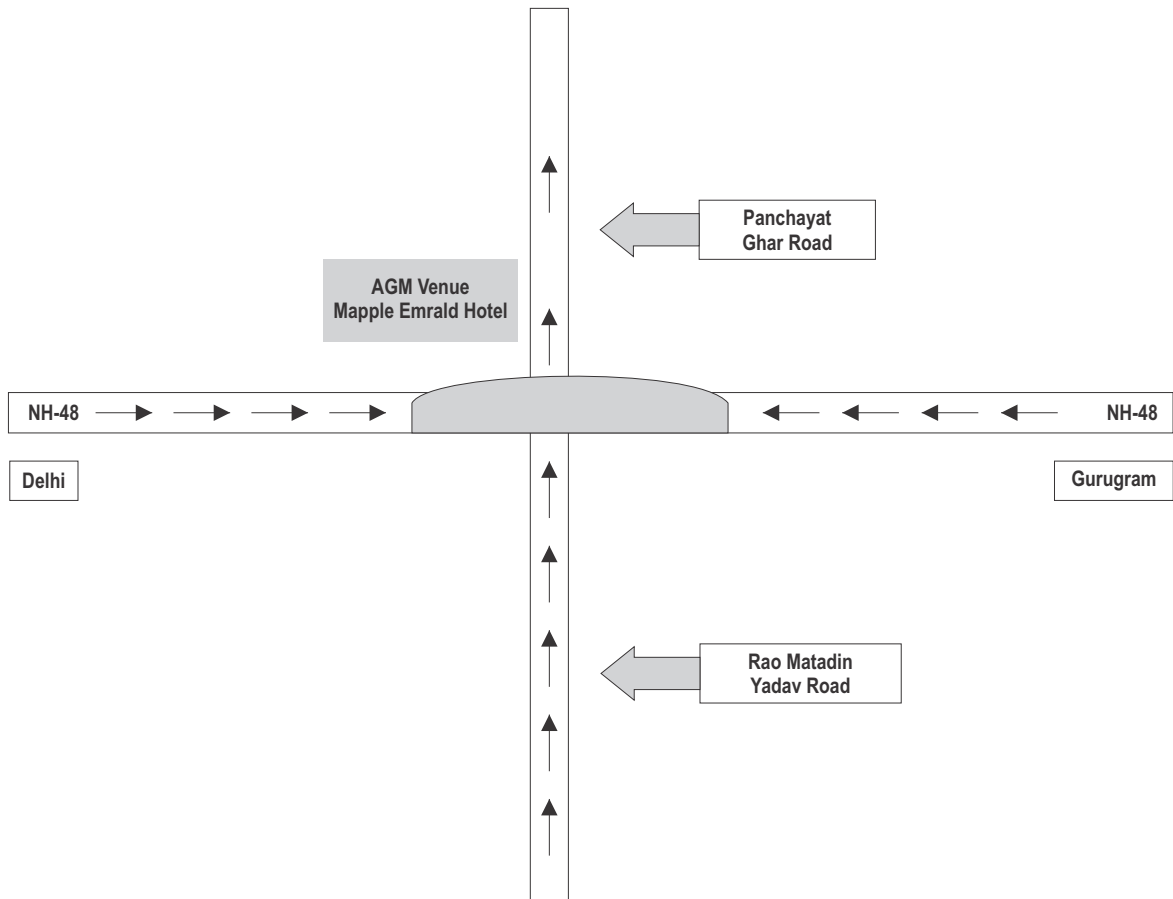 Panchayat
Ghar Road
AGM Venue
Mapple Emrald Hotel
NH-48
NH-48
Delhi
Gurugram
Rao Matadin
Yadav Road